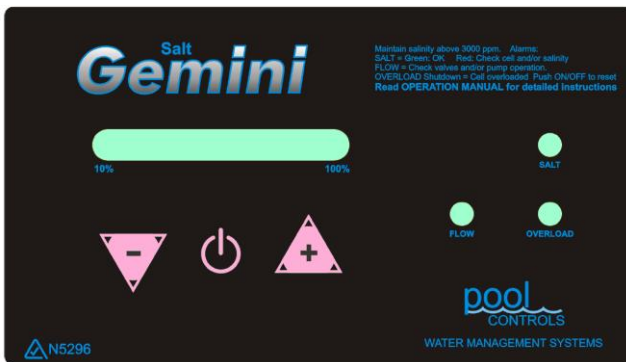 Salt
Gemini
Maintain salinity above 3000 ppm. Alarms:
SALT = Green: OK Red: Check cell and/or salinity
FLOW = Check valves and/or pump operation.
OVERLOAD Shutdown = Cell overloaded Push ON/OFF to reset
Read OPERATION MANUAL for detailed instructions
10% 100%
SALT
- +
FLOW OVERLOAD
pool
CONTROLS
WATER MANAGEMENT SYSTEMS
N5296